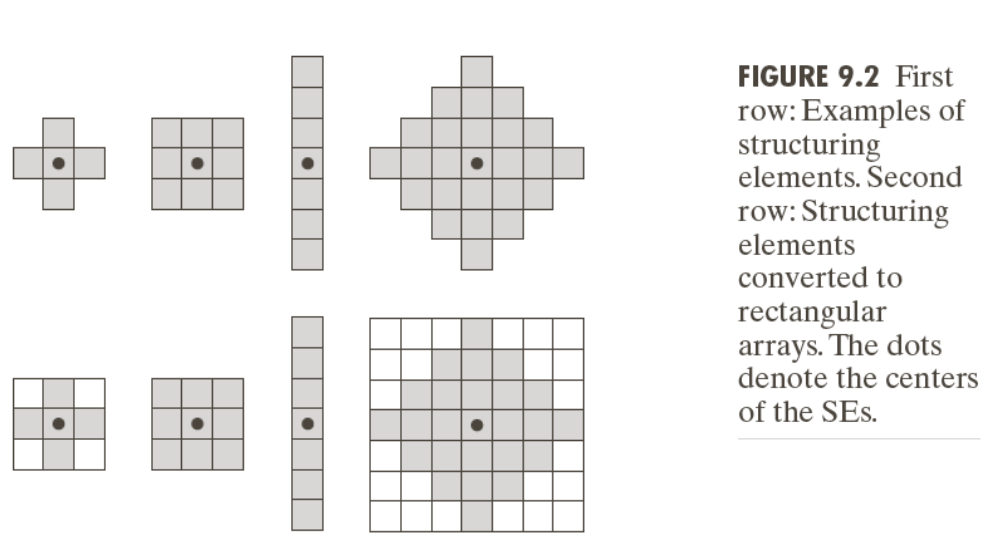 FIGURE 9.2 First
row: Examples of
structuring
elements. Second
row: Structuring
elements
converted to
rectangular
arrays. The dots
denote the centers
of the SEs.